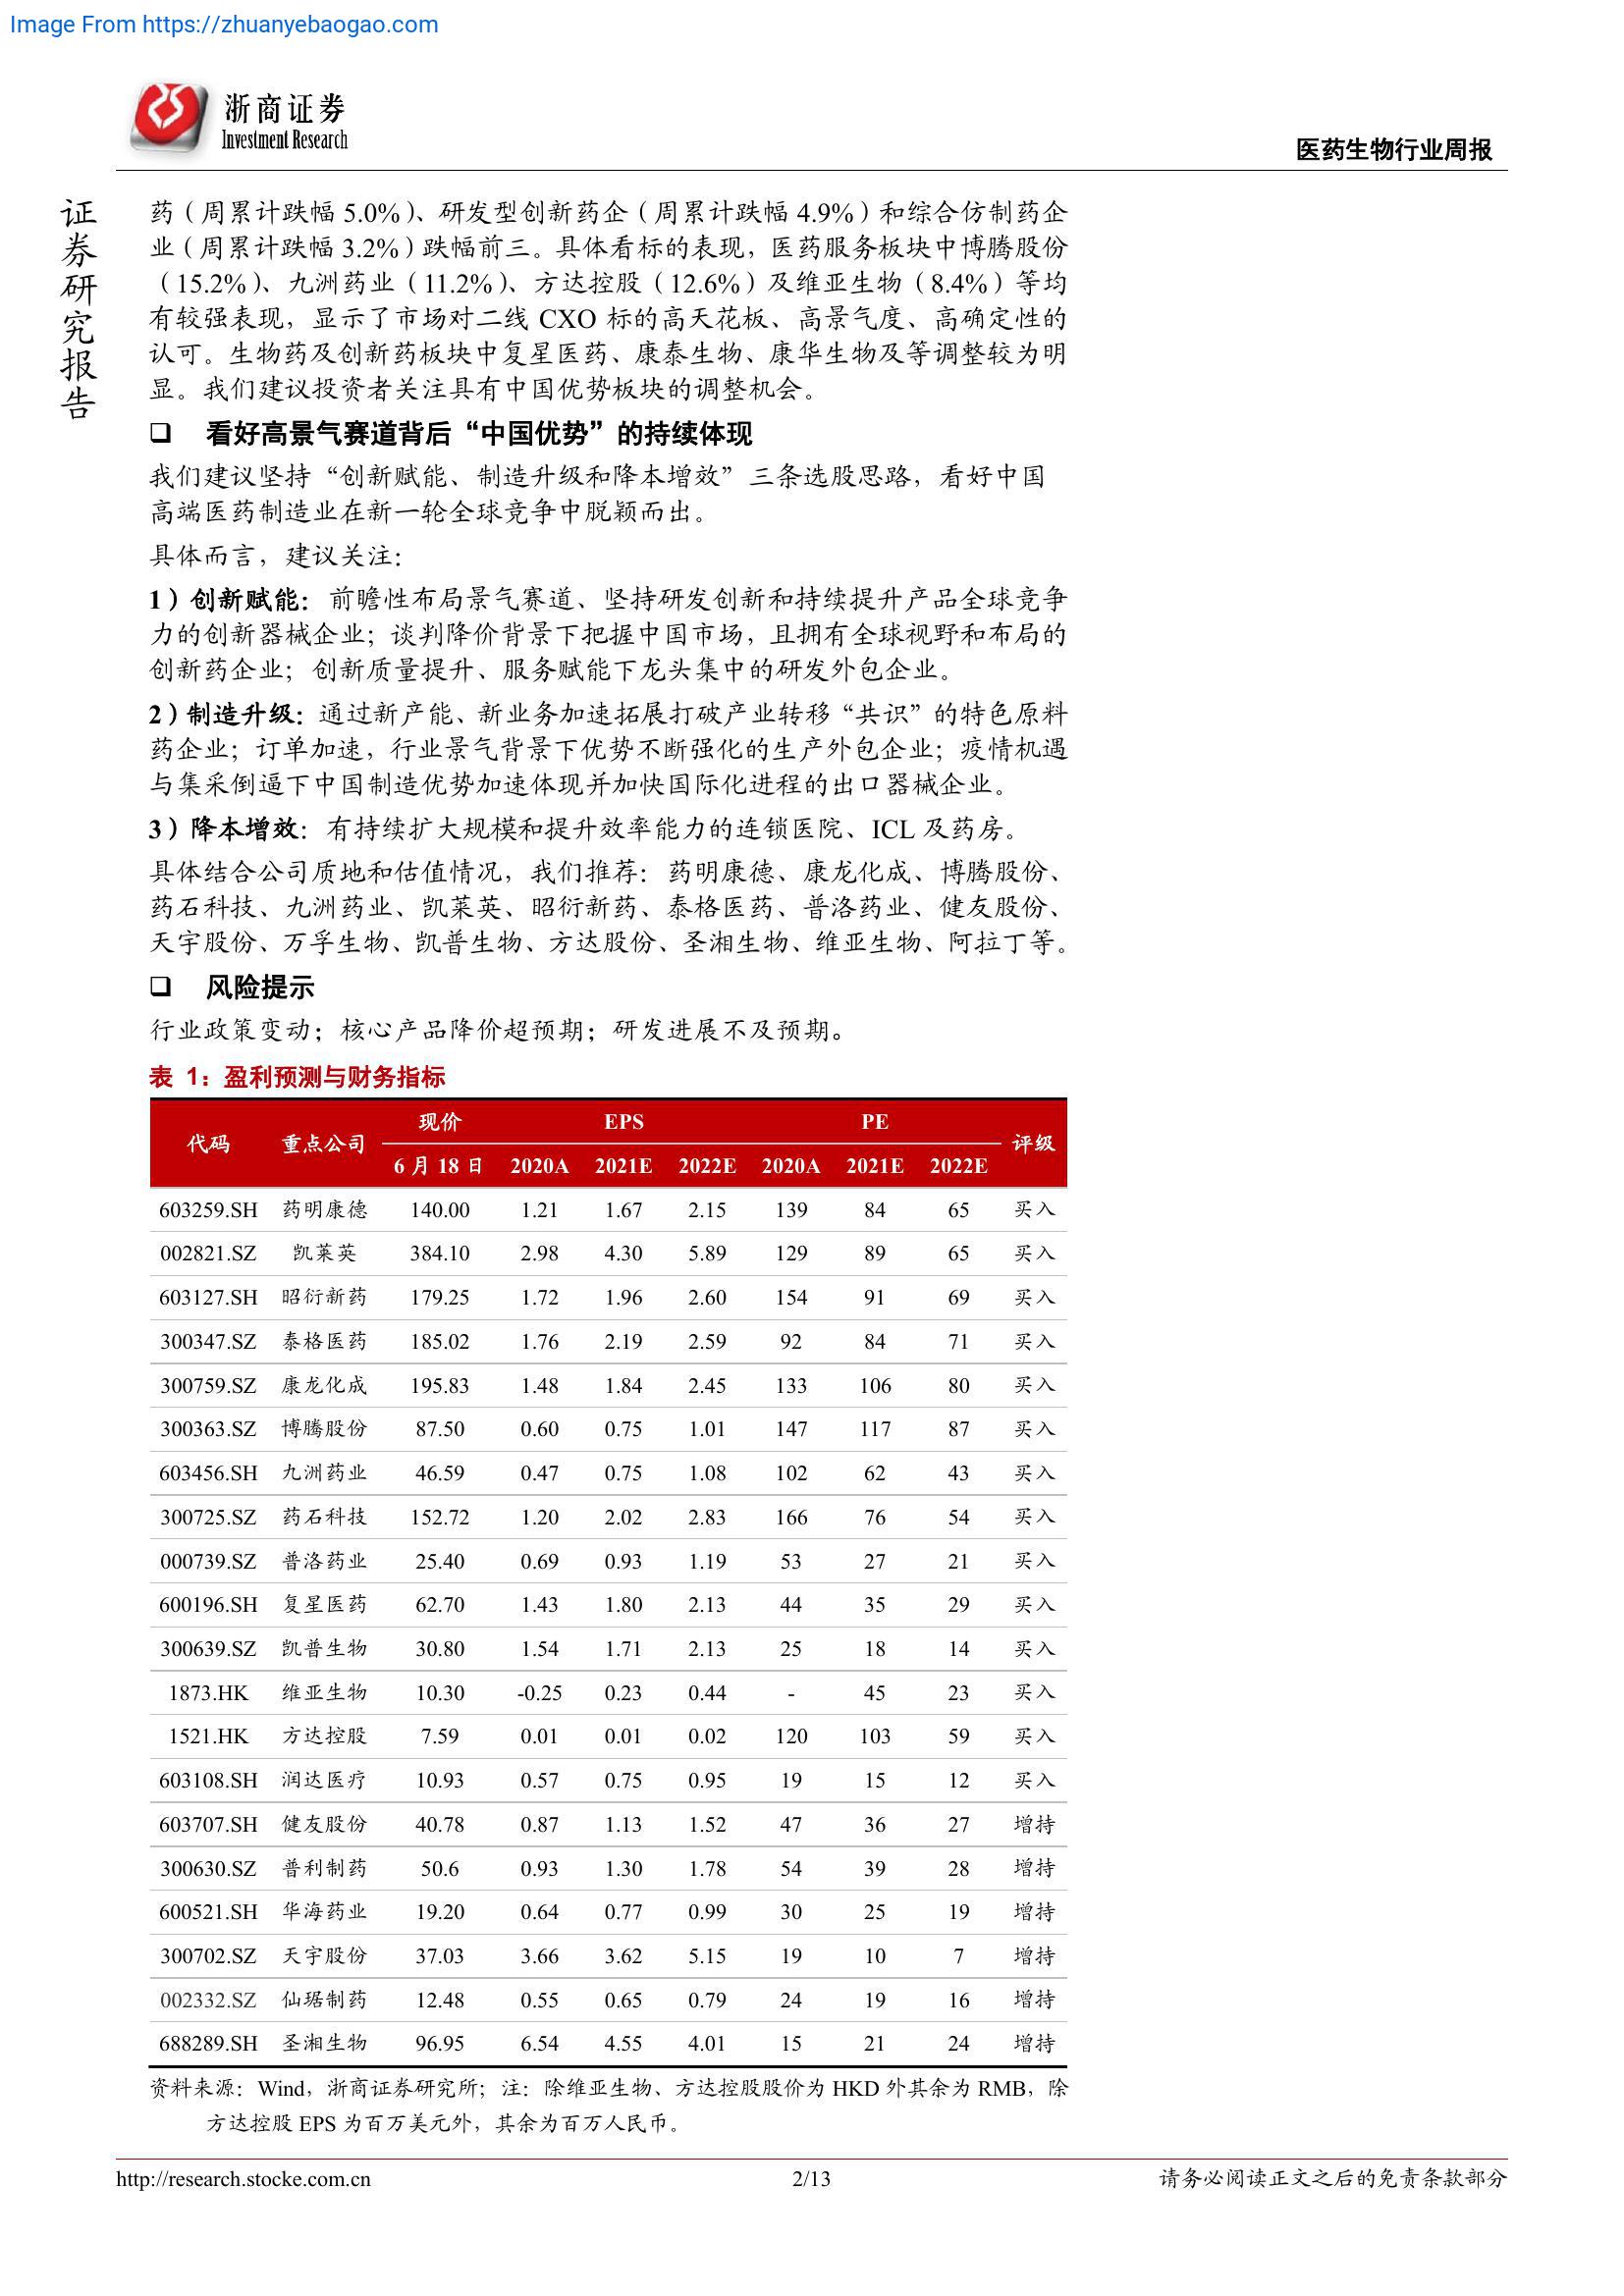 Image From https://zhuanyebaogao.com
浙商证券
Investment Research
医药生物行业周报
证券研究报告
药（周累计跌幅 5.0%）、研发型创新药企（周累计跌幅 4.9%）和综合仿制药企
业（周累计跌幅 3.2%）跌幅前三。具体看标的表现，医药服务板块中博腾股份
（15.2%）、九洲药业（11.2%）、方达控股（12.6%）及维亚生物（8.4%）等均
有较强表现，显示了市场对二线 CXO 标的高天花板、高景气度、高确定性的
认可。生物药及创新药板块中复星医药、康泰生物、康华生物及等调整较为明
显。我们建议投资者关注具有中国优势板块的调整机会。
❑ 看好高景气赛道背后“中国优势”的持续体现
我们建议坚持“创新赋能、制造升级和降本增效”三条选股思路，看好中国
高端医药制造业在新一轮全球竞争中脱颖而出。
具体而言，建议关注：
1）创新赋能：前瞻性布局景气赛道、坚持研发创新和持续提升产品全球竞争
力的创新器械企业；谈判降价背景下把握中国市场，且拥有全球视野和布局的
创新药企业；创新质量提升、服务赋能下龙头集中的研发外包企业。
2）制造升级：通过新产能、新业务加速拓展打破产业转移“共识”的特色原料
药企业；订单加速，行业景气背景下优势不断强化的生产外包企业；疫情机遇
与集采倒逼下中国制造优势加速体现并加快国际化进程的出口器械企业。
3）降本增效：有持续扩大规模和提升效率能力的连锁医院、ICL 及药房。
具体结合公司质地和估值情况，我们推荐：药明康德、康龙化成、博腾股份、
药石科技、九洲药业、凯莱英、昭衍新药、泰格医药、普洛药业、健友股份、
天宇股份、万孚生物、凯普生物、方达股份、圣湘生物、维亚生物、阿拉丁等。
❑ 风险提示
行业政策变动；核心产品降价超预期；研发进展不及预期。
表 1：盈利预测与财务指标
代码 重点公司 现价 EPS PE 评级
6 月 18 日 2020A 2021E 2022E 2020A 2021E 2022E
603259.SH 药明康德 140.00 1.21 1.67 2.15 139 84 65 买入
002821.SZ 凯莱英 384.10 2.98 4.30 5.89 129 89 65 买入
603127.SH 昭衍新药 179.25 1.72 1.96 2.60 154 91 69 买入
300347.SZ 泰格医药 185.02 1.76 2.19 2.59 92 84 71 买入
300759.SZ 康龙化成 195.83 1.48 1.84 2.45 133 106 80 买入
300363.SZ 博腾股份 87.50 0.60 0.75 1.01 147 117 87 买入
603456.SH 九洲药业 46.59 0.47 0.75 1.08 102 62 43 买入
300725.SZ 药石科技 152.72 1.20 2.02 2.83 166 76 54 买入
000739.SZ 普洛药业 25.40 0.69 0.93 1.19 53 27 21 买入
600196.SH 复星医药 62.70 1.43 1.80 2.13 44 35 29 买入
300639.SZ 凯普生物 30.80 1.54 1.71 2.13 25 18 14 买入
1873.HK 维亚生物 10.30 -0.25 0.23 0.44 - 45 23 买入
1521.HK 方达控股 7.59 0.01 0.01 0.02 120 103 59 买入
603108.SH 润达医疗 10.93 0.57 0.75 0.95 19 15 12 买入
603707.SH 健友股份 40.78 0.87 1.13 1.52 47 36 27 增持
300630.SZ 普利制药 50.6 0.93 1.30 1.78 54 39 28 增持
600521.SH 华海药业 19.20 0.64 0.77 0.99 30 25 19 增持
300702.SZ 天宇股份 37.03 3.66 3.62 5.15 19 10 7 增持
002332.SZ 仙琚制药 12.48 0.55 0.65 0.79 24 19 16 增持
688289.SH 圣湘生物 96.95 6.54 4.55 4.01 15 21 24 增持
资料来源：Wind，浙商证券研究所；注：除维亚生物、方达控股股价为 HKD 外其余为 RMB，除
方达控股 EPS 为百万美元外，其余为百万人民币。
http://research.stocke.com.cn 2/13 请务必阅读正文之后的免责条款部分